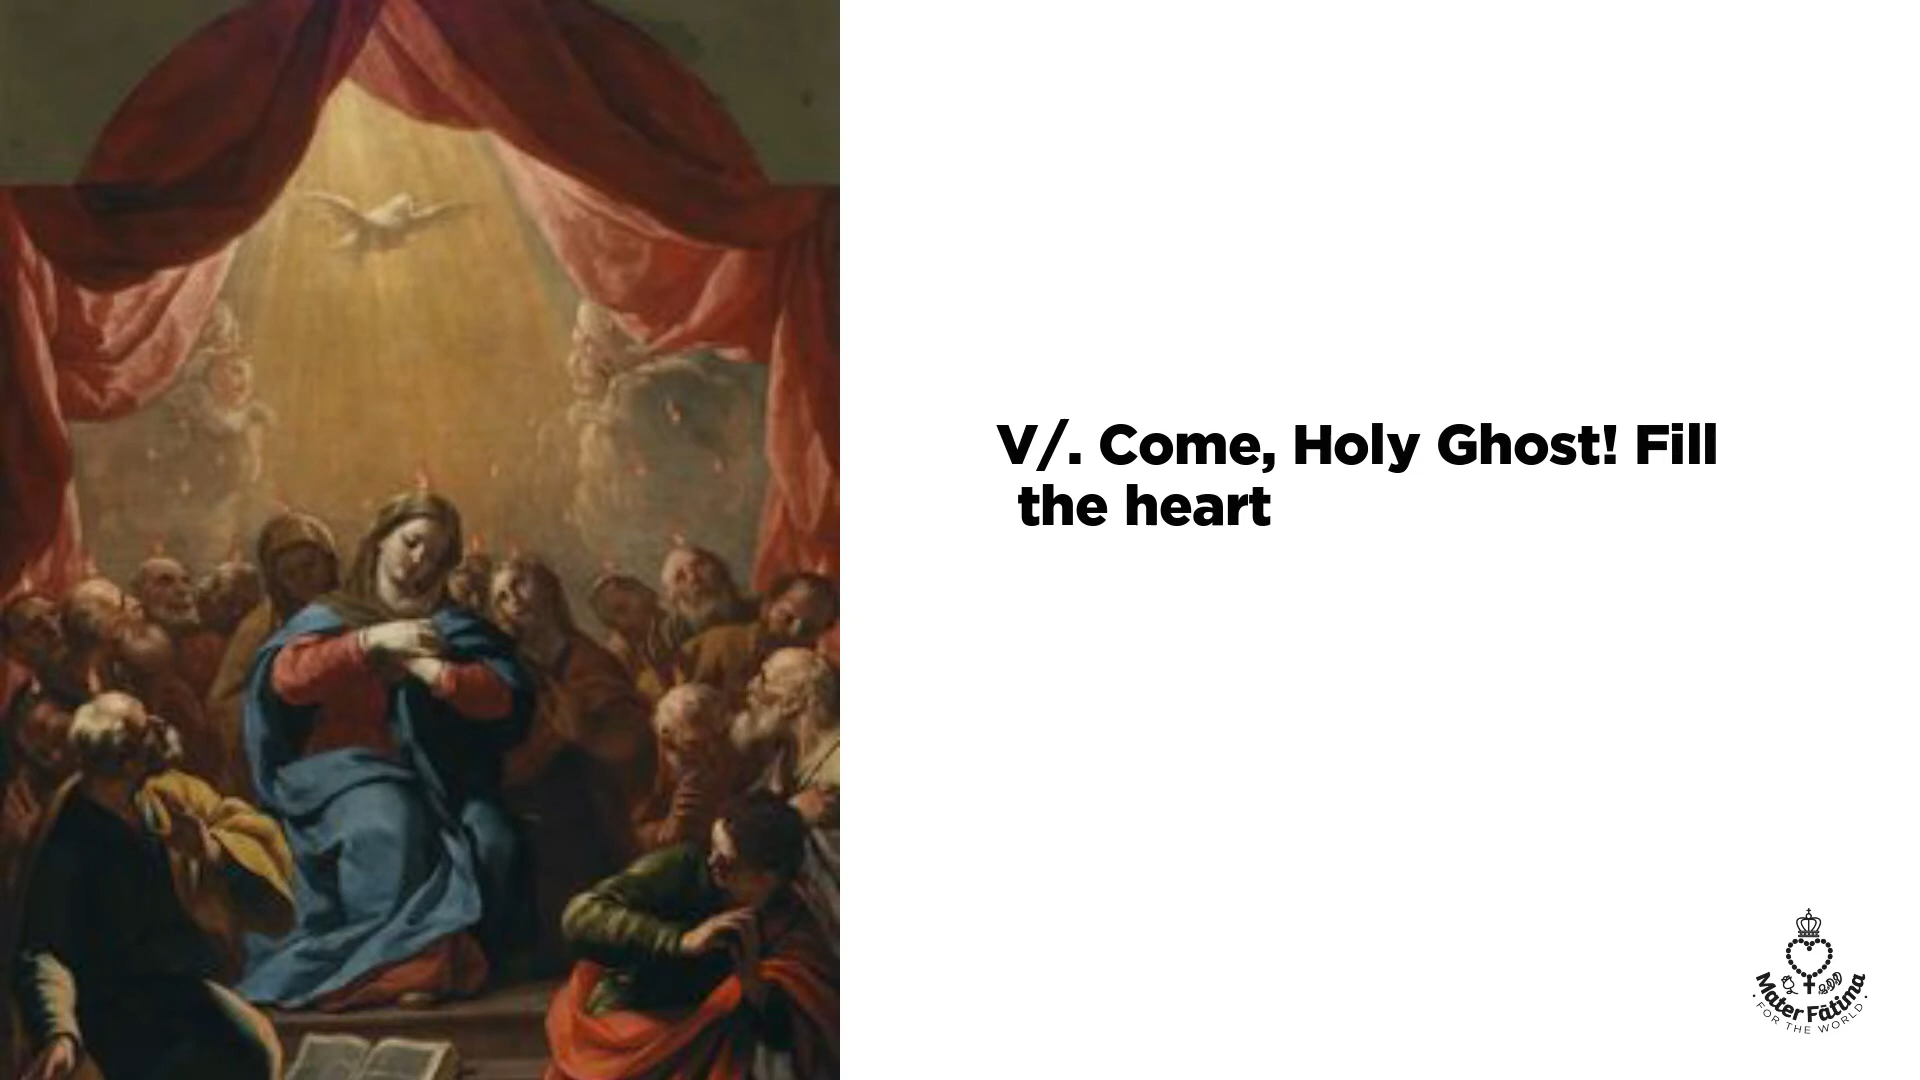 V/. Come, Holy Ghost! Fill
the heart
Mater Fátima
· FOR THE WORLD ·